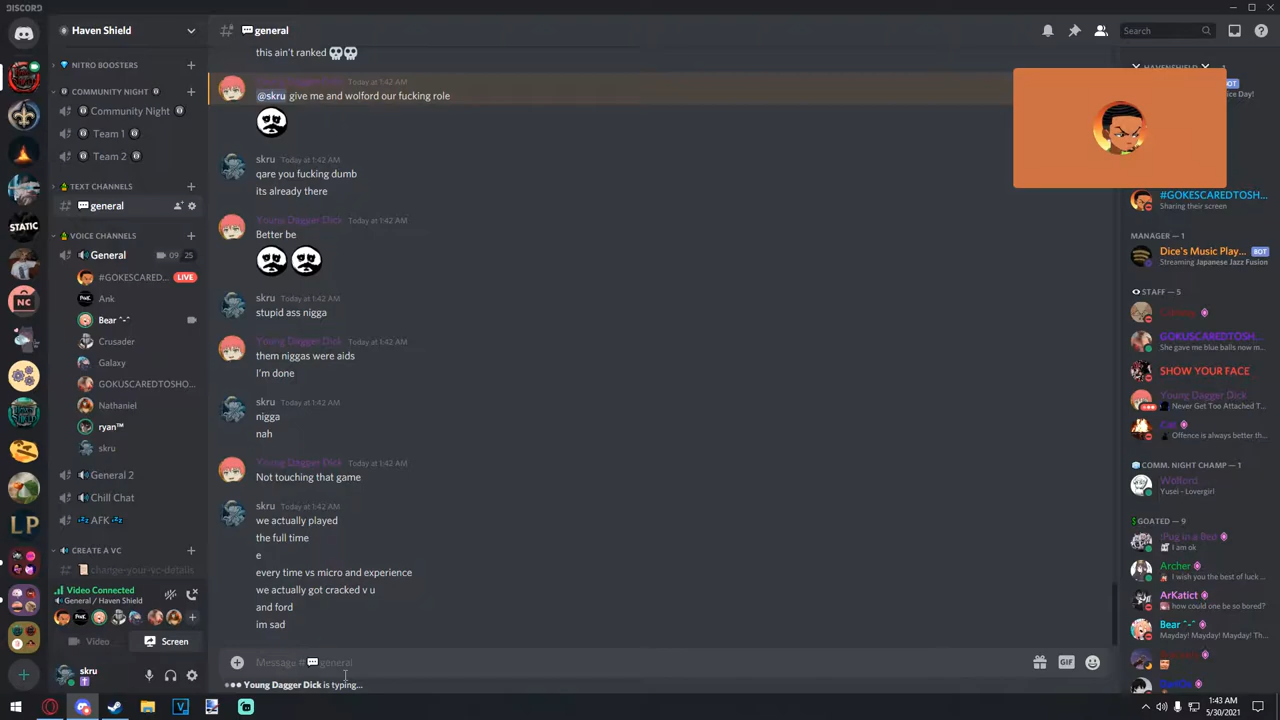 DISCORD
Haven Shield
# general
Search
NITRO BOOSTERS
COMMUNITY NIGHT
Community Night
Team 1
Team 2
TEXT CHANNELS
general
VOICE CHANNELS
General
09 25
#GOKESCARED...
LIVE
Ank
Bear ^-^
Crusader
Galaxy
GOKUSCAREDTOSHO...
Nathaniel
ryan™
skru
General 2
Chill Chat
AFK
CREATE A VC
change-your-vc-details
Video Connected
General / Haven Shield
Video
Screen
skru
STATIC
NC
LP
this ain't ranked 💀💀
Today at 1:42 AM
@skru give me and wolford our fucking role
skru Today at 1:42 AM
qare you fucking dumb
its already there
Young Dagger Dick Today at 1:42 AM
Better be
skru Today at 1:42 AM
stupid ass nigga
Young Dagger Dick Today at 1:42 AM
them niggas were aids
I'm done
skru Today at 1:42 AM
nigga
nah
Young Dagger Dick Today at 1:42 AM
Not touching that game
skru Today at 1:42 AM
we actually played
the full time
e
every time vs micro and experience
we actually got cracked v u
and ford
im sad
Message # general
GIF
Young Dagger Dick is typing...
#GOKESCAREDTOSH...
Sharing their screen
MANAGER — 1
Dice's Music Play...
BOT
Streaming Japanese Jazz Fusion
STAFF — 5
GOKUSCAREDTOSH...
She gave me blue balls now m...
SHOW YOUR FACE
Young Dagger Dick
Never Get Too Attached T...
Offence is always better th...
COMM. NIGHT CHAMP — 1
Wolford
Yusei - Lovergirl
GOATED — 9
!Pug in a Bed
I am ok
Archer
I wish you the best of luck ...
ArKatict
how could one be so bored?
Bear ^-^
Mayday! Mayday! Mayday! Th...
1:43 AM
5/30/2021